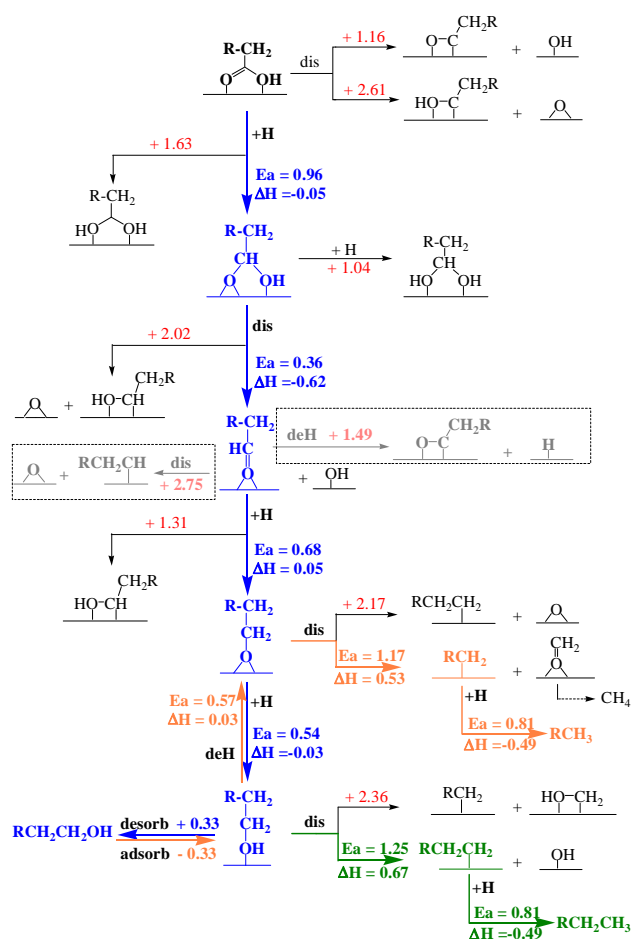 R-CH2
O OH
dis
+ 1.16
O-C
CH2R
+
OH
+ 2.61
HO-C
CH2R
+
O
+H
+ 1.63
Ea = 0.96
ΔH =-0.05
R-CH2
HO OH
R-CH2
CH
O OH
+ H
+ 1.04
R-CH2
CH
HO OH
dis
+ 2.02
Ea = 0.36
ΔH =-0.62
O + HO-CH
CH2R
R-CH2
HC
O
+ OH
deH + 1.49
O-C
CH2R
+
H
O + RCH2CH
dis
+ 2.75
+H
+ 1.31
Ea = 0.68
ΔH = 0.05
CH2R
HO-CH
R-CH2
CH2
O
dis
+ 2.17
RCH2CH2
+
O
Ea = 1.17
ΔH = 0.53
RCH2
+
CH2
O
CH4
+H
Ea = 0.81
ΔH=-0.49
RCH3
Ea = 0.57
ΔH = 0.03
deH
+H
Ea = 0.54
ΔH =-0.03
RCH2CH2OH
desorb + 0.33
adsorb - 0.33
R-CH2
CH2
OH
dis
+ 2.36
RCH2
+
HO-CH2
Ea = 1.25
ΔH = 0.67
RCH2CH2
+
OH
+H
Ea = 0.81
ΔH=-0.49
RCH2CH3